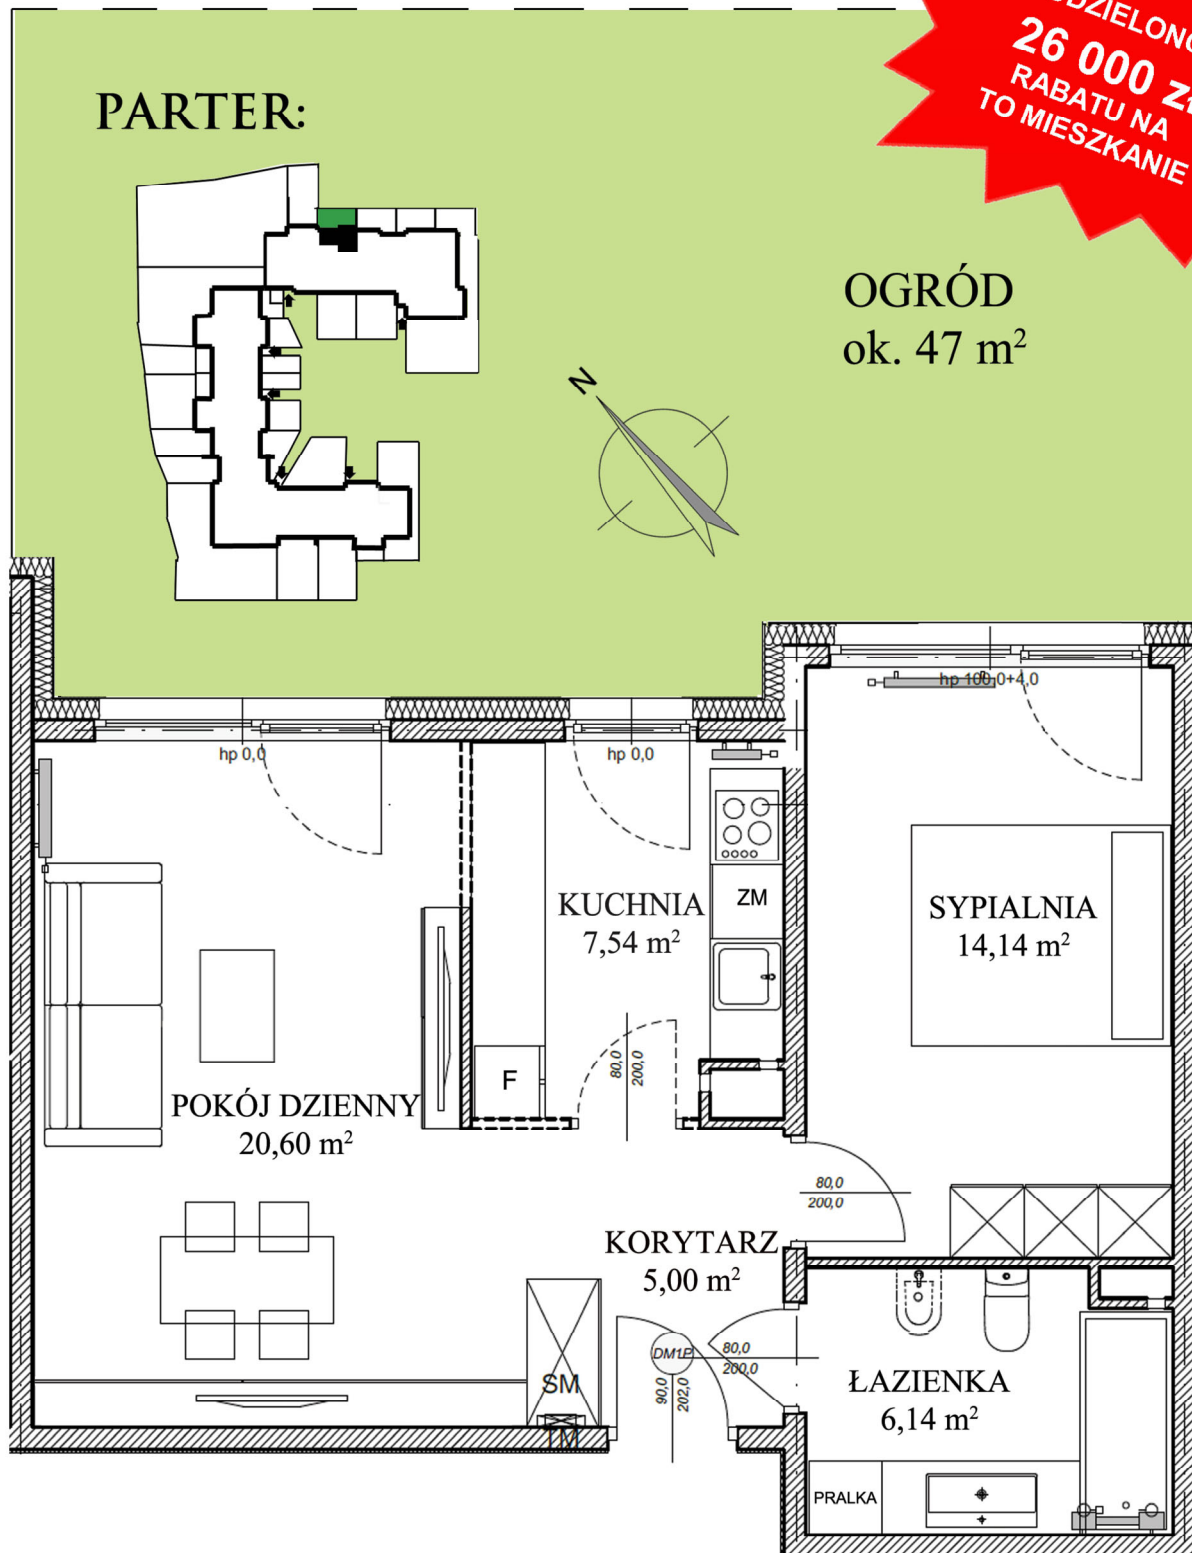 26 000 zł
RABATU NA
TO MIESZKANIE
PARTER:
OGRÓD
ok. 47 m²
N
hp 100,0+4,0
hp 0,0
hp 0,0
KUCHNIA
7,54 m²
ZM
SYPIALNIA
14,14 m²
F
80,0
200,0
POKÓJ DZIENNY
20,60 m²
80,0
200,0
KORYTARZ
5,00 m²
DM1P
80,0
200,0
90,0
202,0
SM
TM
ŁAZIENKA
6,14 m²
PRALKA